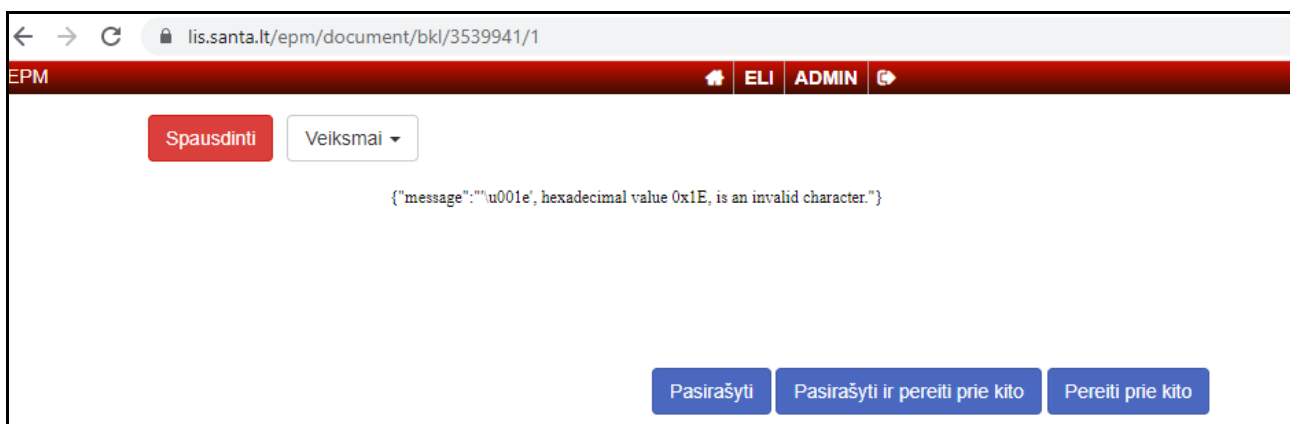 lis.santa.lt/epm/document/bkl/3539941/1
EPM ELI ADMIN
Spausdinti Veiksmai
{"message":"'\u001e', hexadecimal value 0x1E, is an invalid character."}
Pasirašyti Pasirašyti ir pereiti prie kito Pereiti prie kito